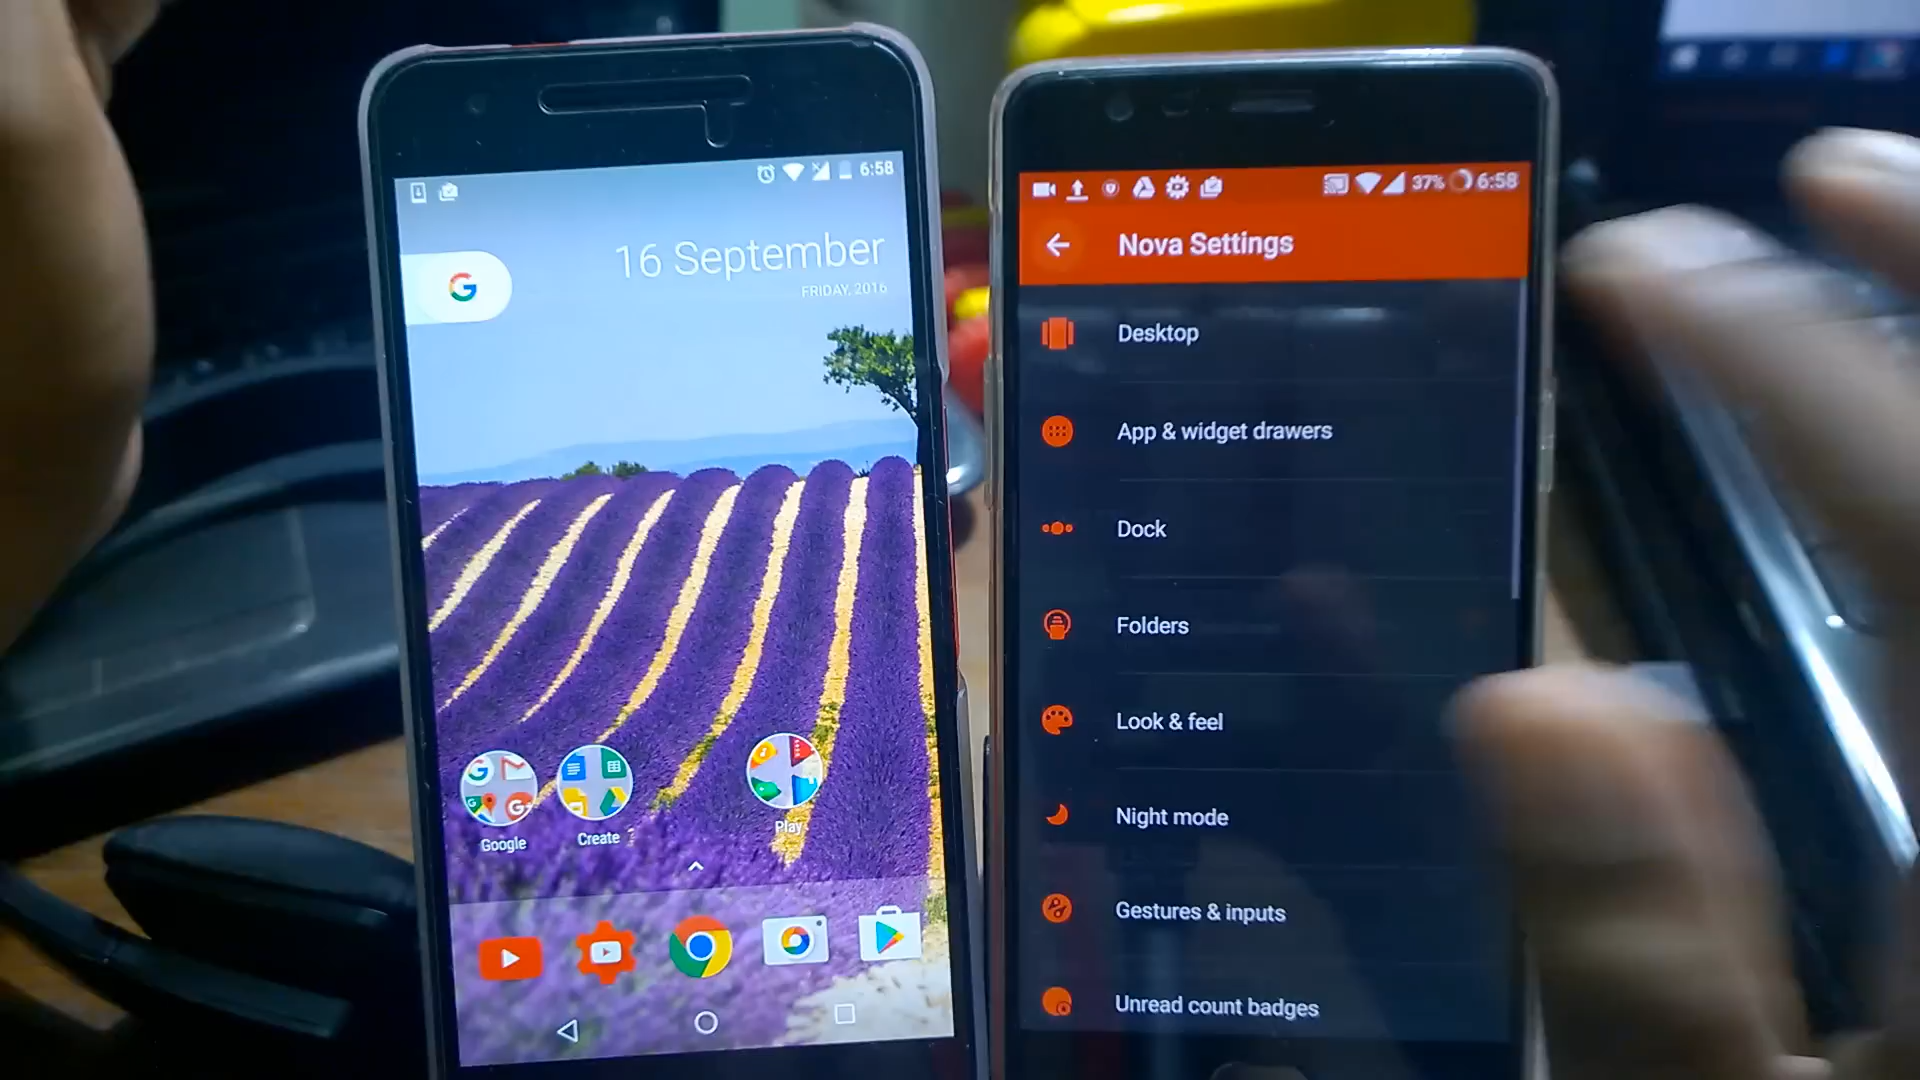 6:58
16 September
FRIDAY, 2016
Google
Create
Play
37% 6:58
Nova Settings
Desktop
App & widget drawers
Dock
Folders
Look & feel
Night mode
Gestures & inputs
Unread count badges